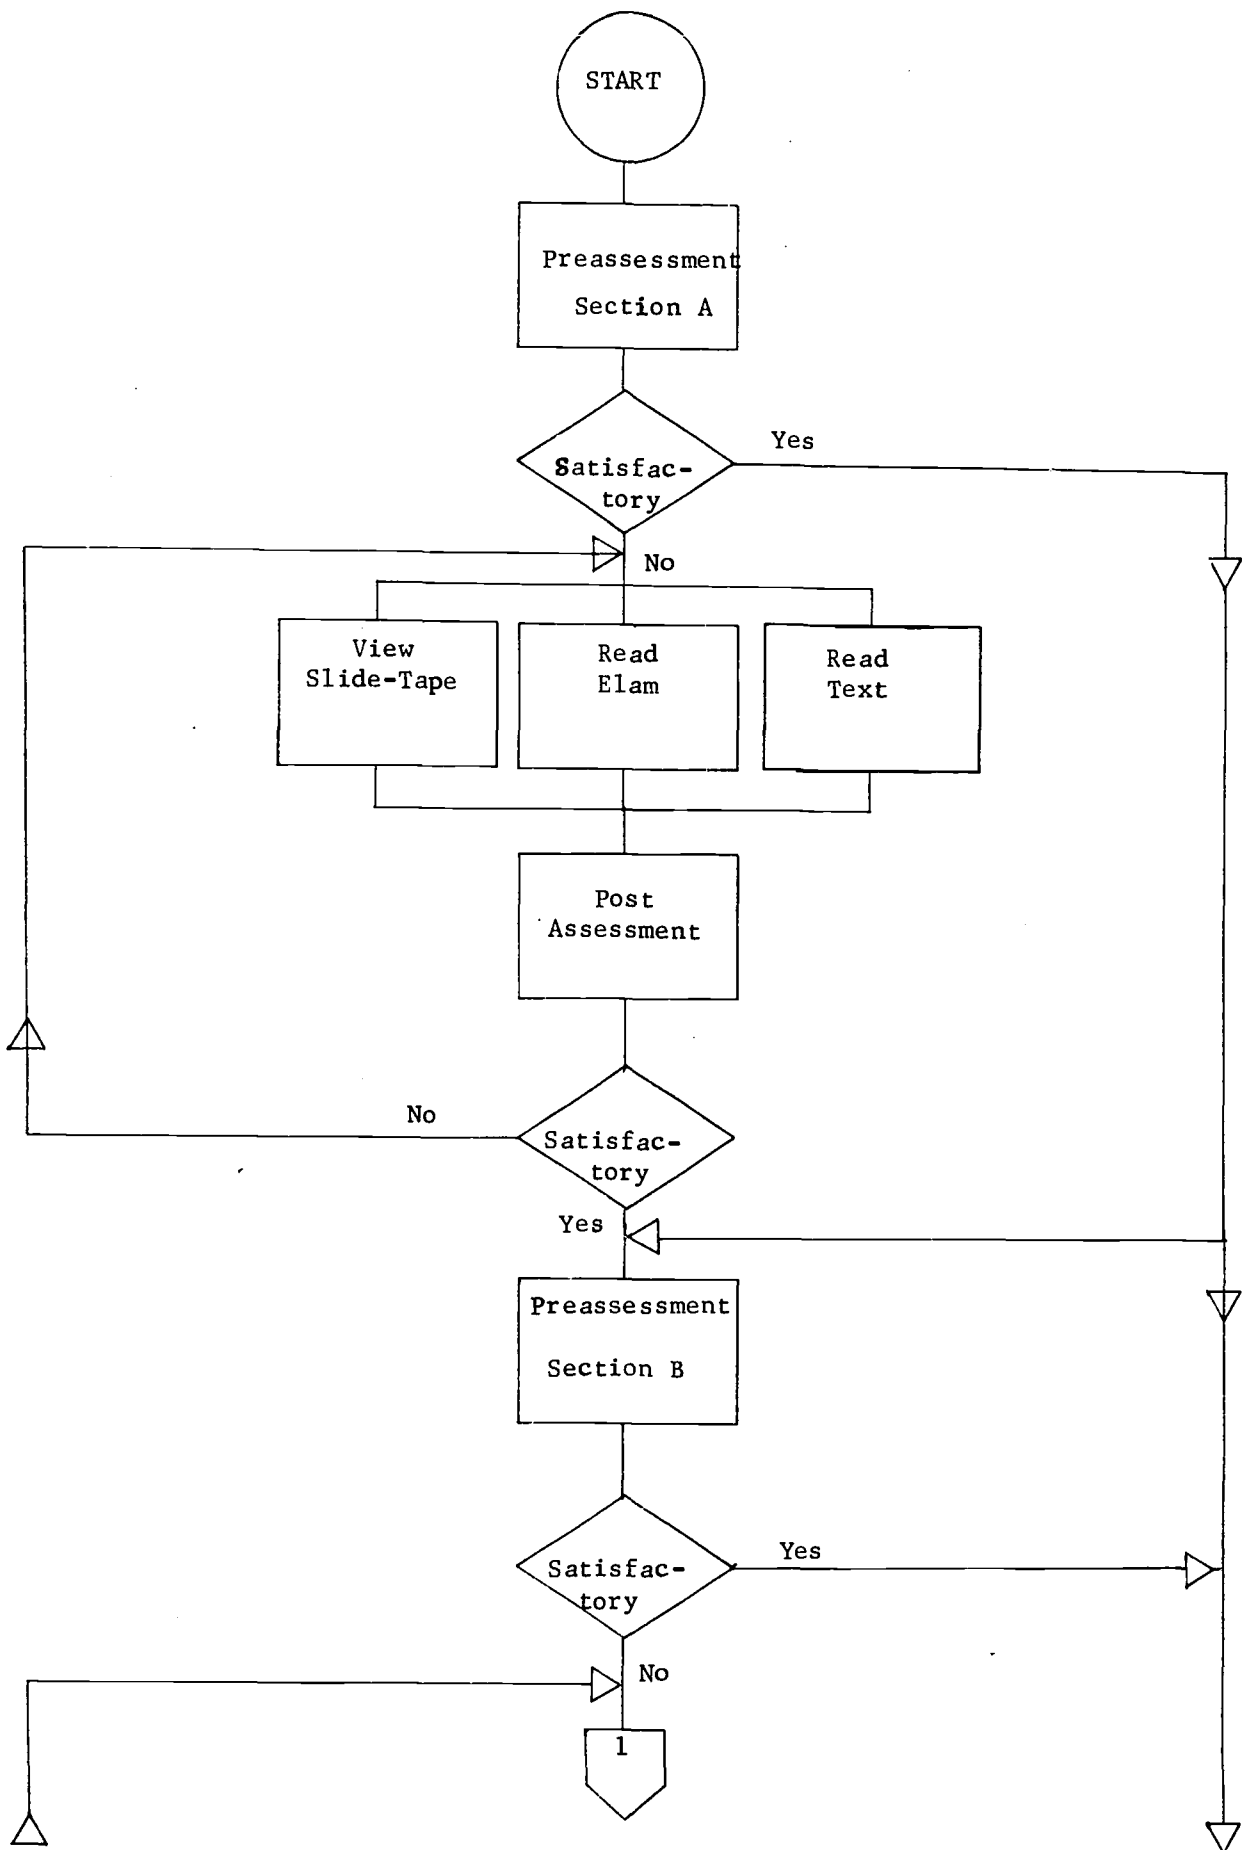 START
Preassessment
Section A
Yes
Satisfac-
tory
No
View
Slide-Tape
Read
Elam
Read
Text
Post
Assessment
No
Satisfac-
tory
Yes
Preassessment
Section B
Yes
Satisfac-
tory
No
1